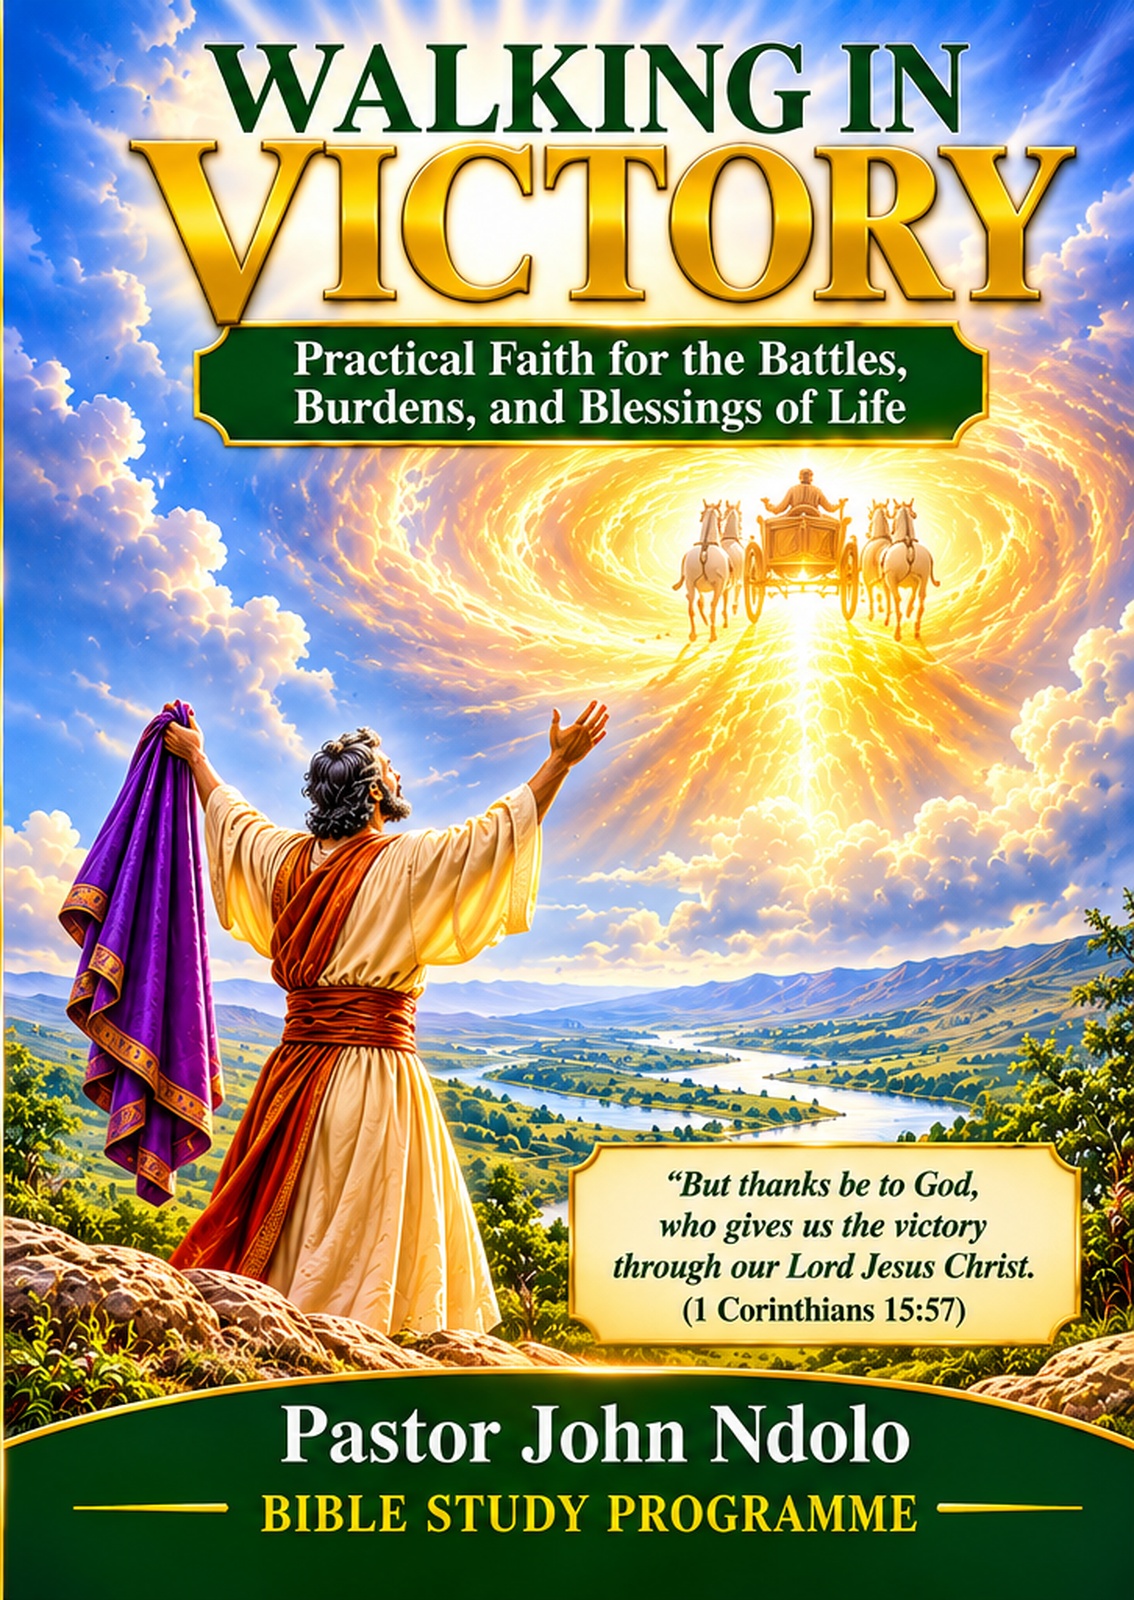 WALKING IN
VICTORY
Practical Faith for the Battles,
Burdens, and Blessings of Life
“But thanks be to God,
who gives us the victory
through our Lord Jesus Christ.
(1 Corinthians 15:57)
Pastor John Ndolo
BIBLE STUDY PROGRAMME